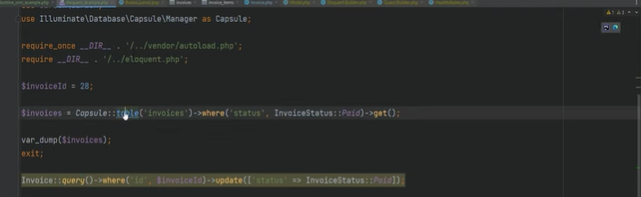 use Illuminate\Database\Capsule\Manager as Capsule;
require_once __DIR__ . '/../vendor/autoload.php';
require __DIR__ . '/../eloquent.php';
$invoiceId = 28;
$invoices = Capsule::table('invoices')->where('status', InvoiceStatus::Paid)->get();
var_dump($invoices);
exit;
Invoice::query()->where('id', $invoiceId)->update(['status' => InvoiceStatus::Paid]);